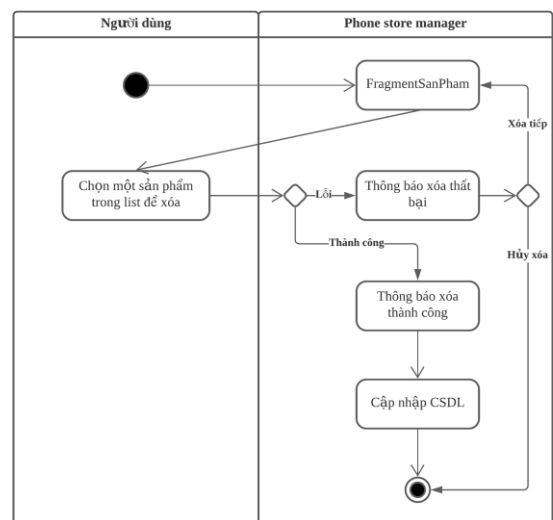 Người dùng
Phone store manager
FragmentSanPham
Xóa tiếp
Chọn một sản phẩm
trong list để xóa
Lỗi
Thông báo xóa thất
bại
Thành công
Hủy xóa
Thông báo xóa
thành công
Cập nhập CSDL